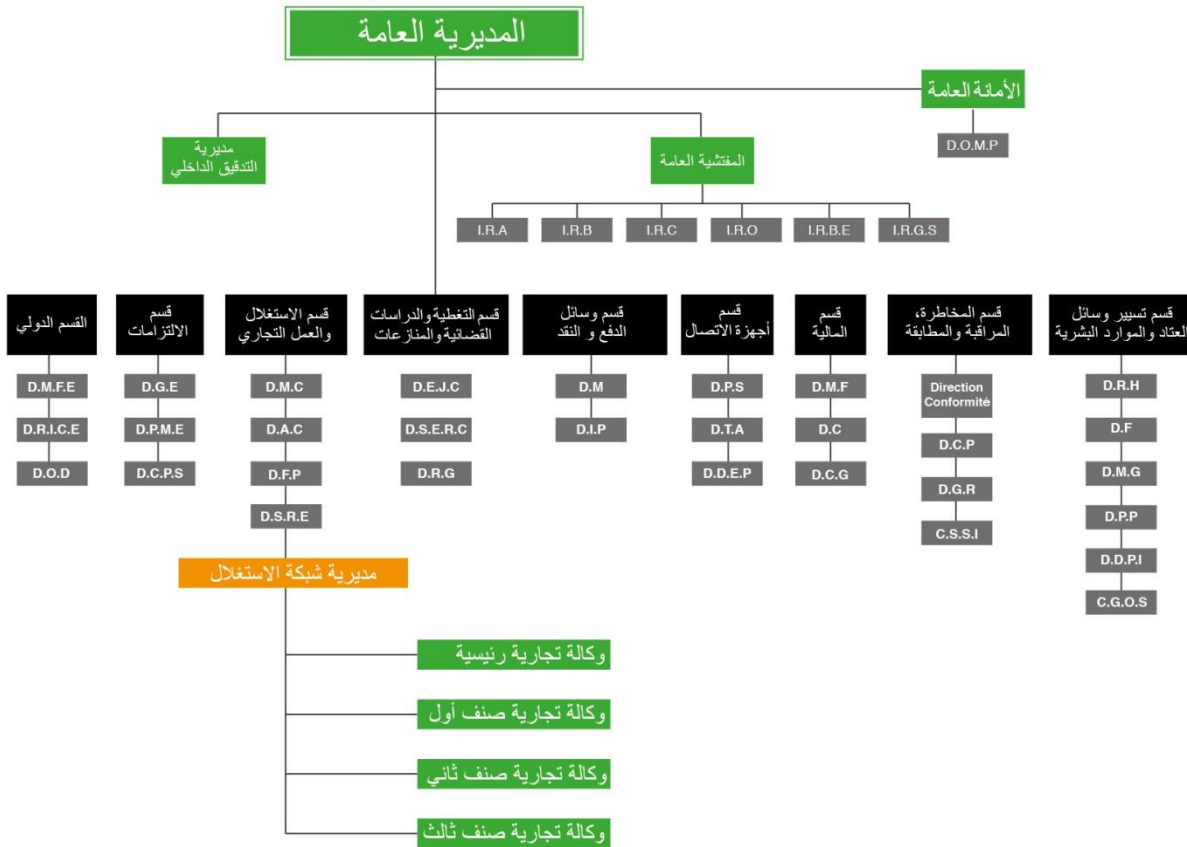 المديرية العامة
الأمانة العامة
D.O.M.P
مديرية
التدقيق الداخلي
المفتشية العامة
I.R.A
I.R.B
I.R.C
I.R.O
I.R.B.E
I.R.G.S
القسم الدولي
D.M.F.E
D.R.I.C.E
D.O.D
قسم
الالتزامات
D.G.E
D.P.M.E
D.C.P.S
قسم الاستغلال
والعمل التجاري
D.M.C
D.A.C
D.F.P
D.S.R.E
قسم التغطية والدراسات
القضائية والمنازعات
D.E.J.C
D.S.E.R.C
D.R.G
قسم وسائل
الدفع و النقد
D.M
D.I.P
قسم
أجهزة الاتصال
D.P.S
D.T.A
D.D.E.P
قسم
المالية
D.M.F
D.C
D.C.G
قسم المخاطرة،
المراقبة والمطابقة
Direction
Conformité
D.C.P
D.G.R
C.S.S.I
قسم تسيير وسائل
العتاد والموارد البشرية
D.R.H
D.F
D.M.G
D.P.P
D.D.P.I
C.G.O.S
مديرية شبكة الاستغلال
وكالة تجارية رئيسية
وكالة تجارية صنف أول
وكالة تجارية صنف ثاني
وكالة تجارية صنف ثالث